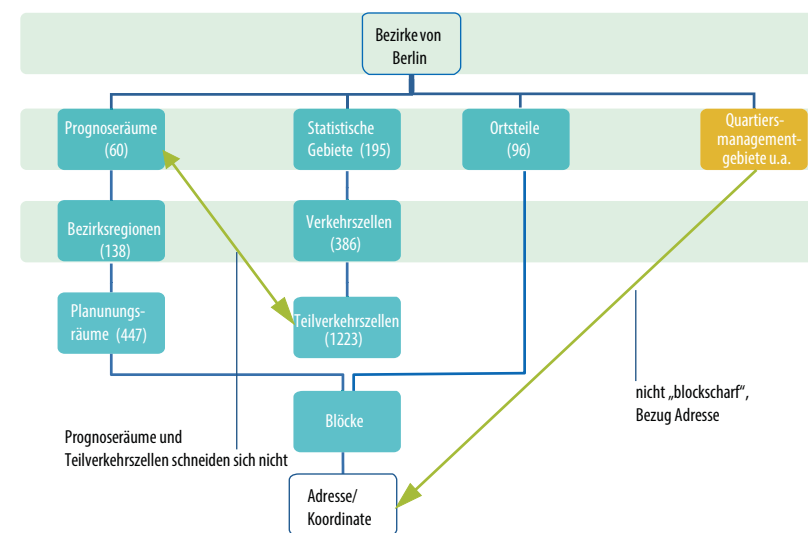 Bezirke von
Berlin
Prognoseräume
(60)
Statistische
Gebiete (195)
Ortsteile
(96)
Quartiers-
management-
gebiete u.a.
Bezirksregionen
(138)
Verkehrszellen
(386)
Planunungs-
räume (447)
Teilverkehrszellen
(1223)
Blöcke
nicht „blockscharf“,
Bezug Adresse
Prognoseräume und
Teilverkehrszellen schneiden sich nicht
Adresse/
Koordinate